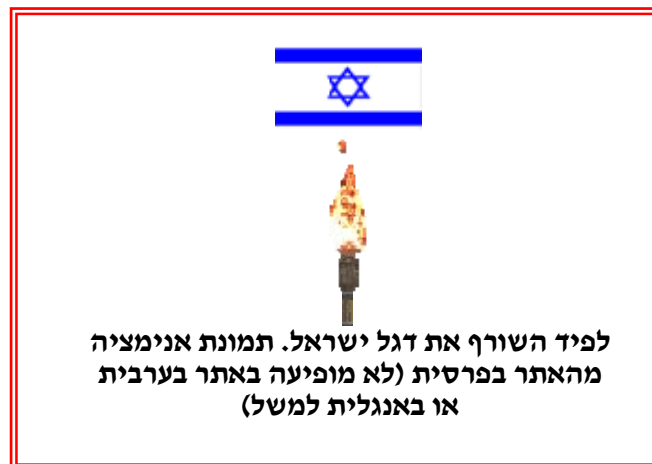 לפיד השורף את דגל ישראל. תמונת אנימציה
מהאתר בפרסית (לא מופיעה באתר בערבית
או באנגלית למשל)